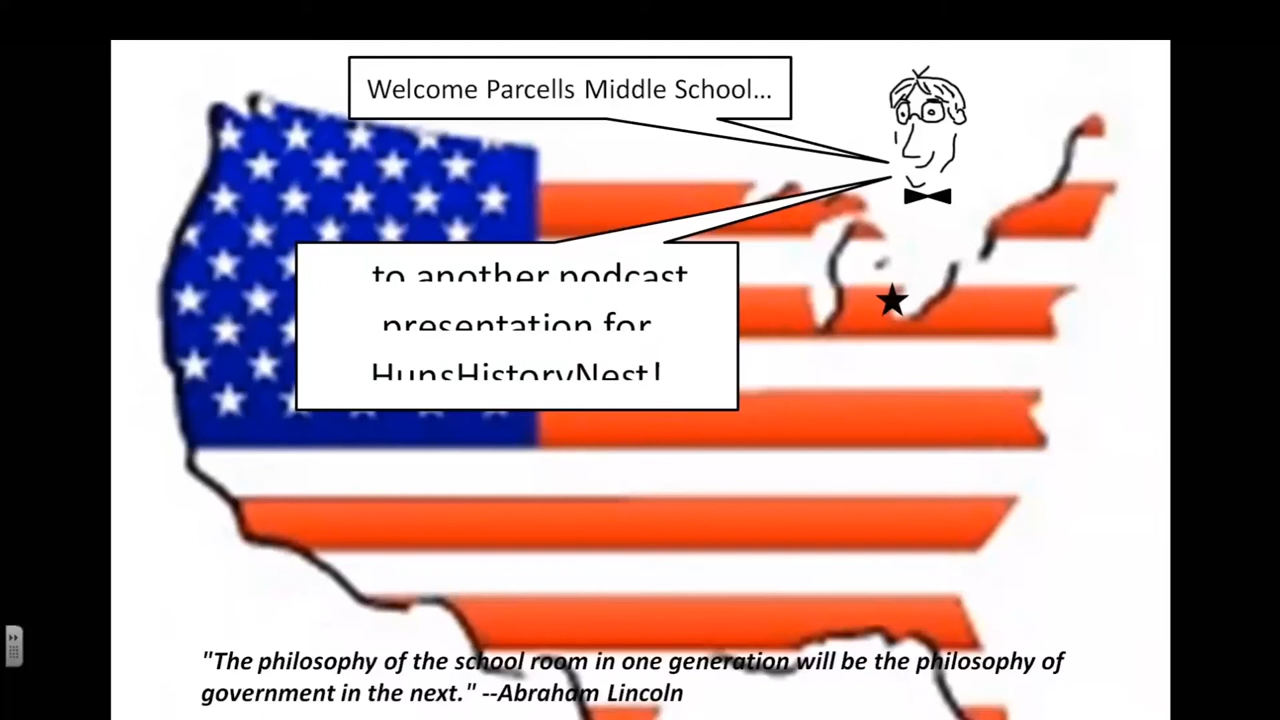 Welcome Parcells Middle School...
to another podcast
presentation for
HunsHistoryNest!
"The philosophy of the school room in one generation will be the philosophy of
government in the next." --Abraham Lincoln